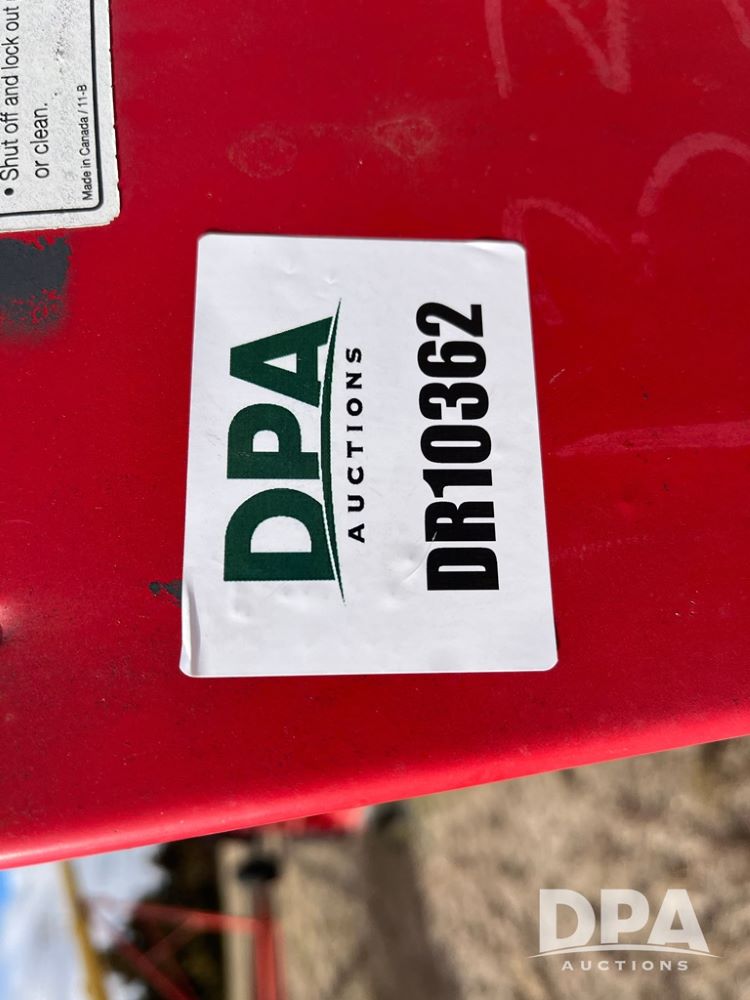 • Shut off and lock out
or clean.
Made in Canada / 11-B
DPA
AUCTIONS
DR10362
DPA
AUCTIONS